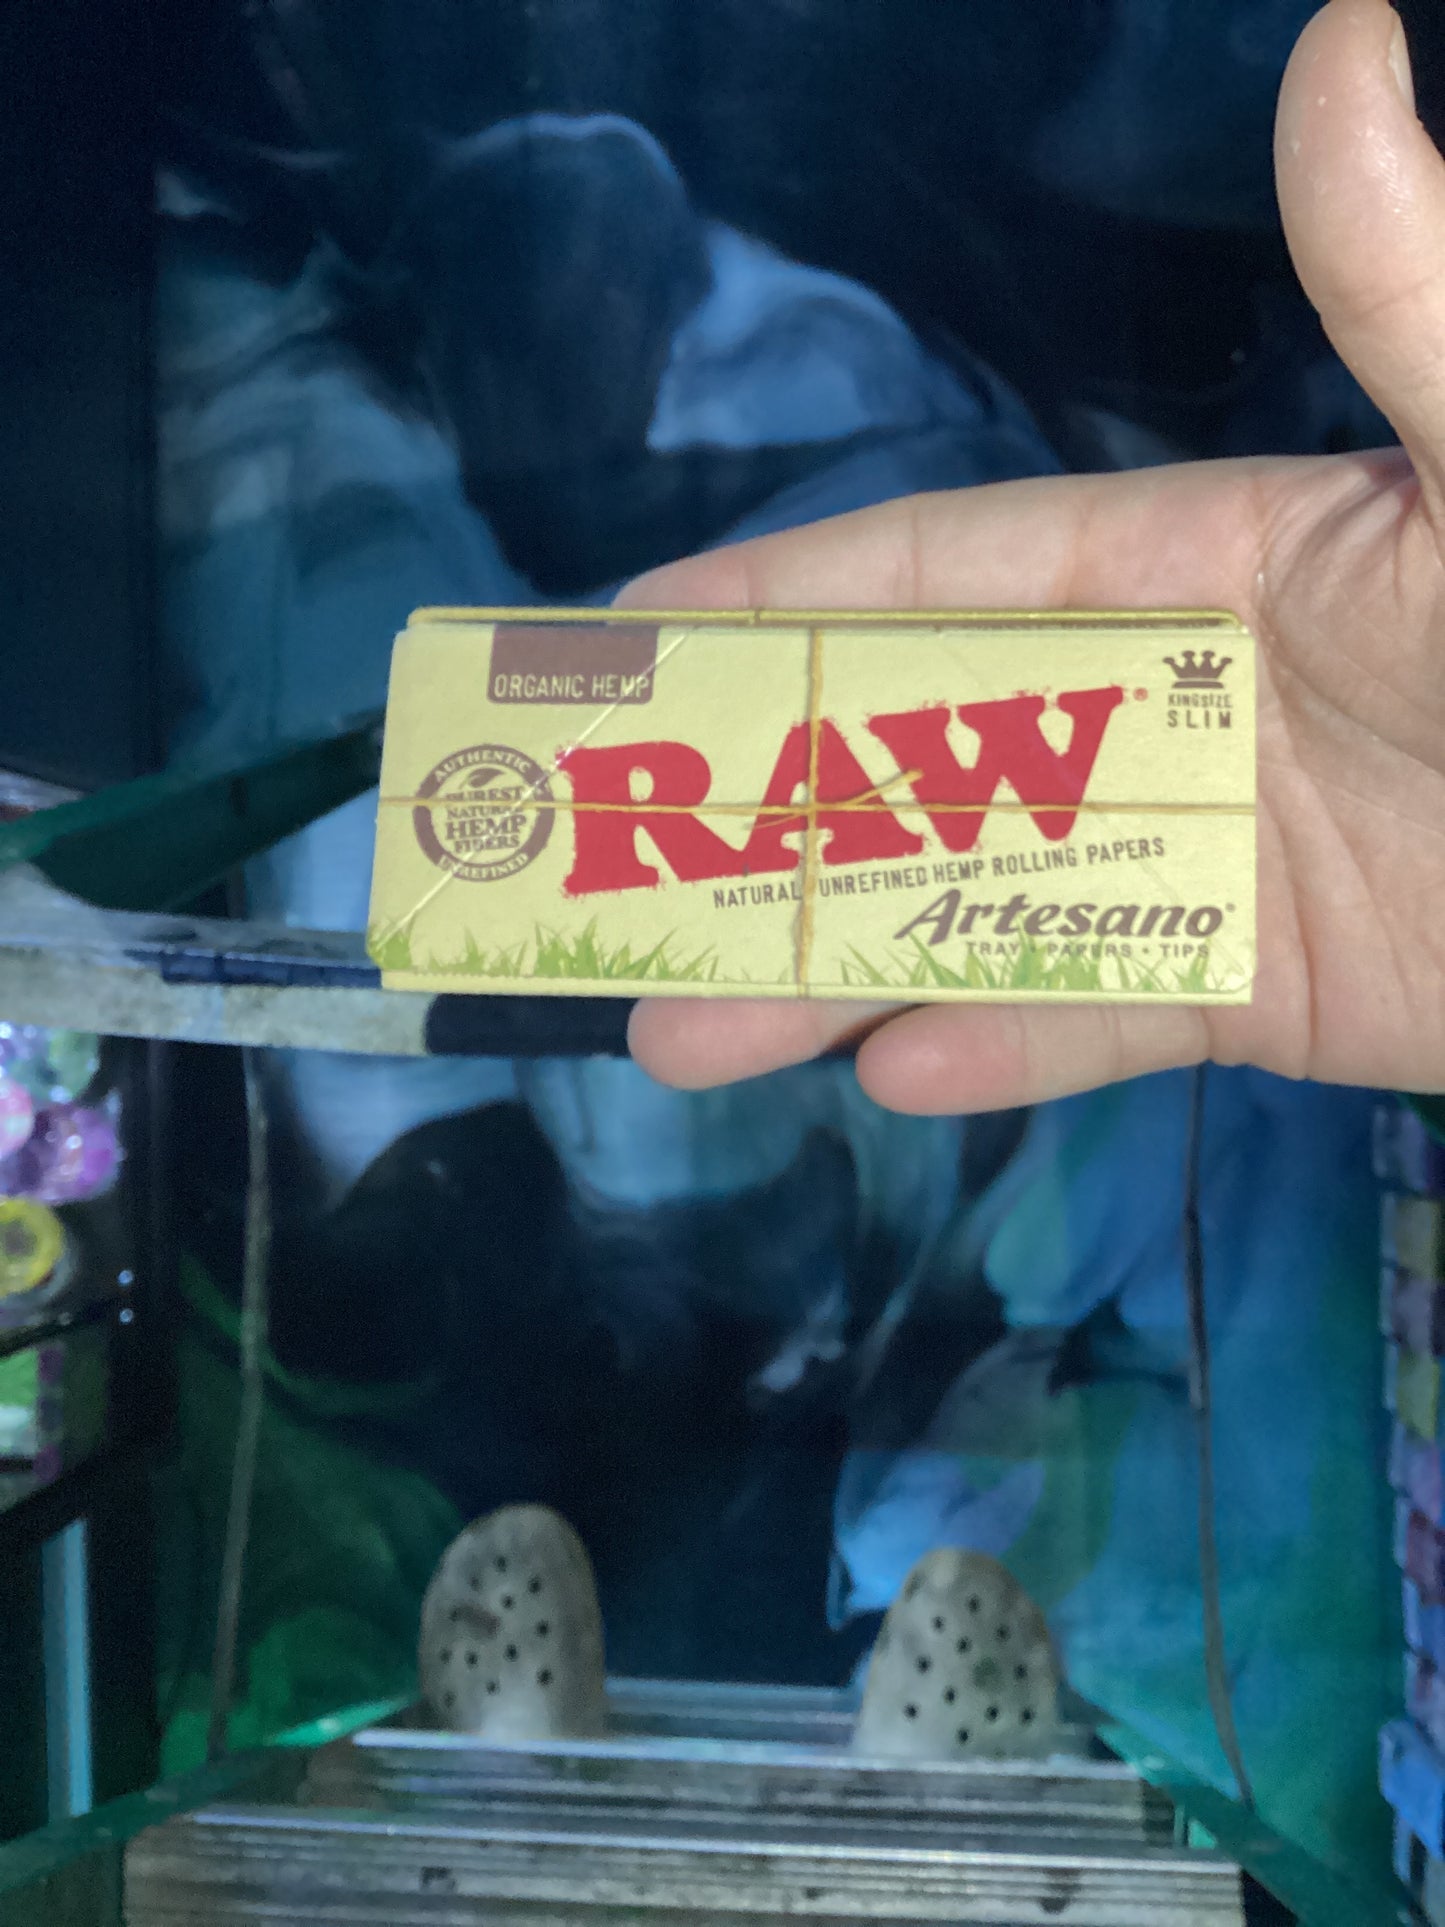 ORGANIC HEMP
KINGSIZE
SLIM
AUTHENTIC
PUREST
NATURAL
HEMP
FIBERS
UNREFINED
RAW®
NATURAL UNREFINED HEMP ROLLING PAPERS
Artesano
TRAY • PAPERS • TIPS